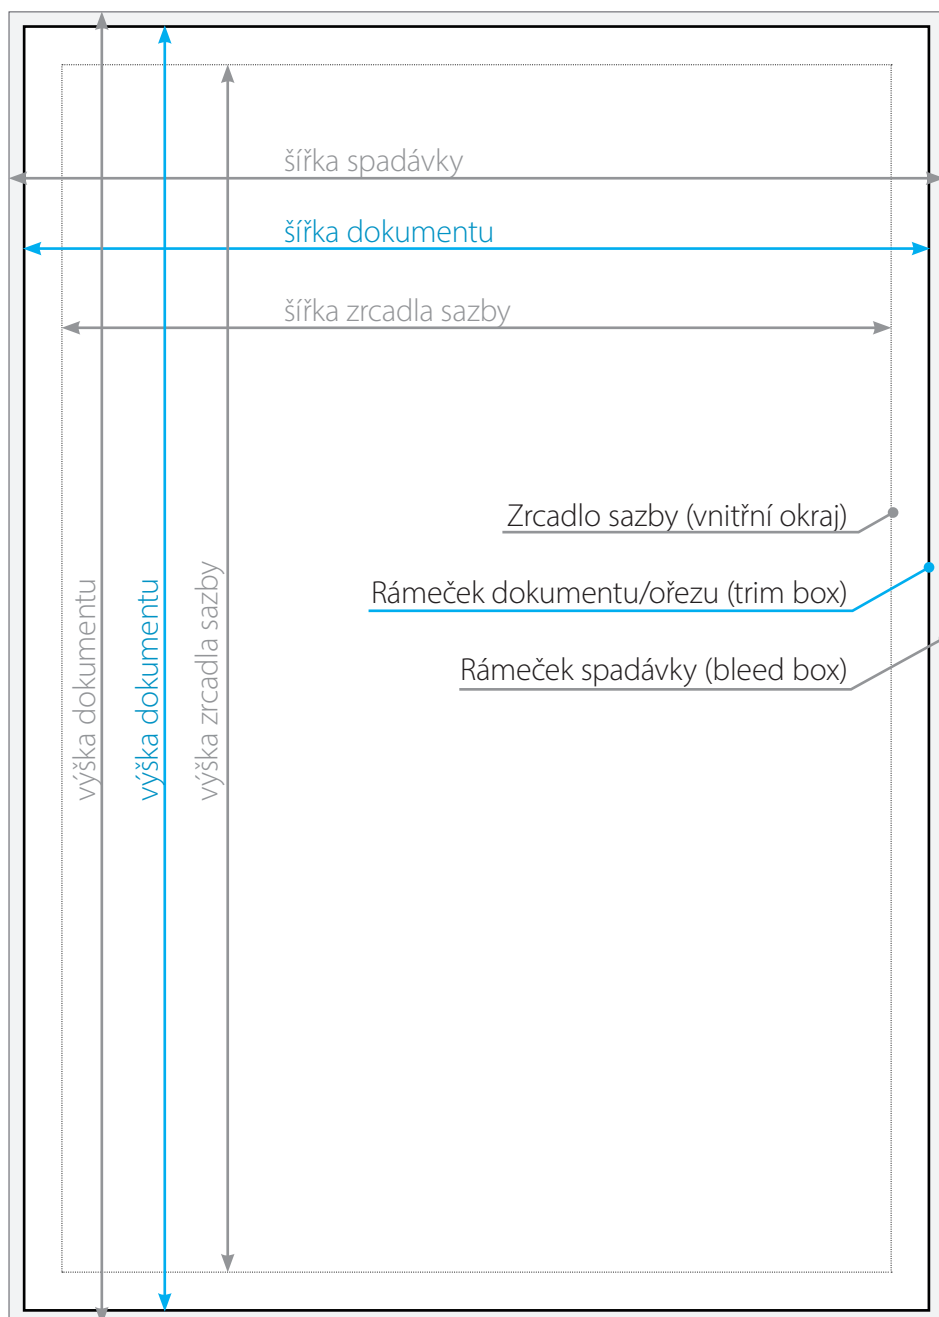 šířka spadávky
šířka dokumentu
šířka zrcadla sazby
Zrcadlo sazby (vnitřní okraj)
Rámeček dokumentu/ořezu (trim box)
Rámeček spadávky (bleed box)
výška dokumentu
výška dokumentu
výška zrcadla sazby